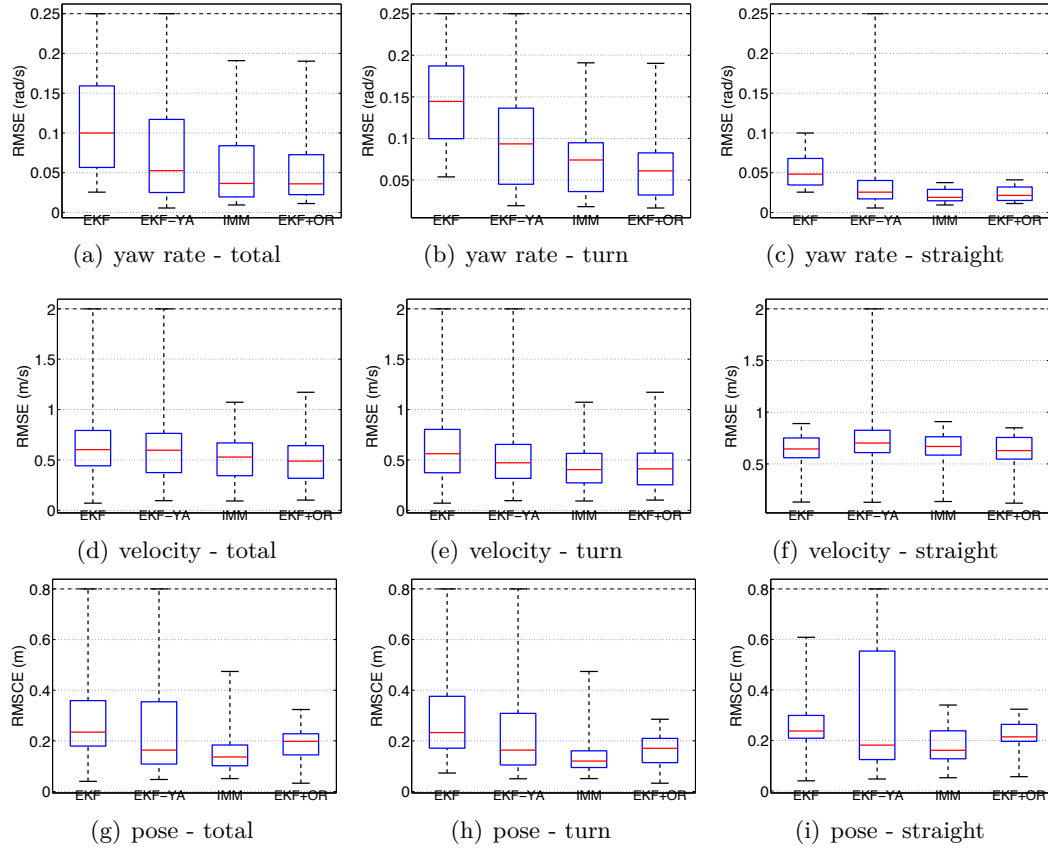 0.25
0.2
0.15
0.1
0.05
0
RMSE (rad/s)
EKF EKF−YA IMM EKF+OR
(a) yaw rate - total
0.25
0.2
0.15
0.1
0.05
RMSE (rad/s)
EKF EKF−YA IMM EKF+OR
(b) yaw rate - turn
0.25
0.2
0.15
0.1
0.05
0
RMSE (rad/s)
EKF EKF−YA IMM EKF+OR
(c) yaw rate - straight
2
1.5
1
0.5
0
RMSE (m/s)
EKF EKF−YA IMM EKF+OR
(d) velocity - total
2
1.5
1
0.5
0
RMSE (m/s)
EKF EKF−YA IMM EKF+OR
(e) velocity - turn
2
1.5
1
0.5
RMSE (m/s)
EKF EKF−YA IMM EKF+OR
(f) velocity - straight
0.8
0.6
0.4
0.2
0
RMSCE (m)
EKF EKF−YA IMM EKF+OR
(g) pose - total
0.8
0.6
0.4
0.2
0
RMSCE (m)
EKF EKF−YA IMM EKF+OR
(h) pose - turn
0.8
0.6
0.4
0.2
0
RMSCE (m)
EKF EKF−YA IMM EKF+OR
(i) pose - straight